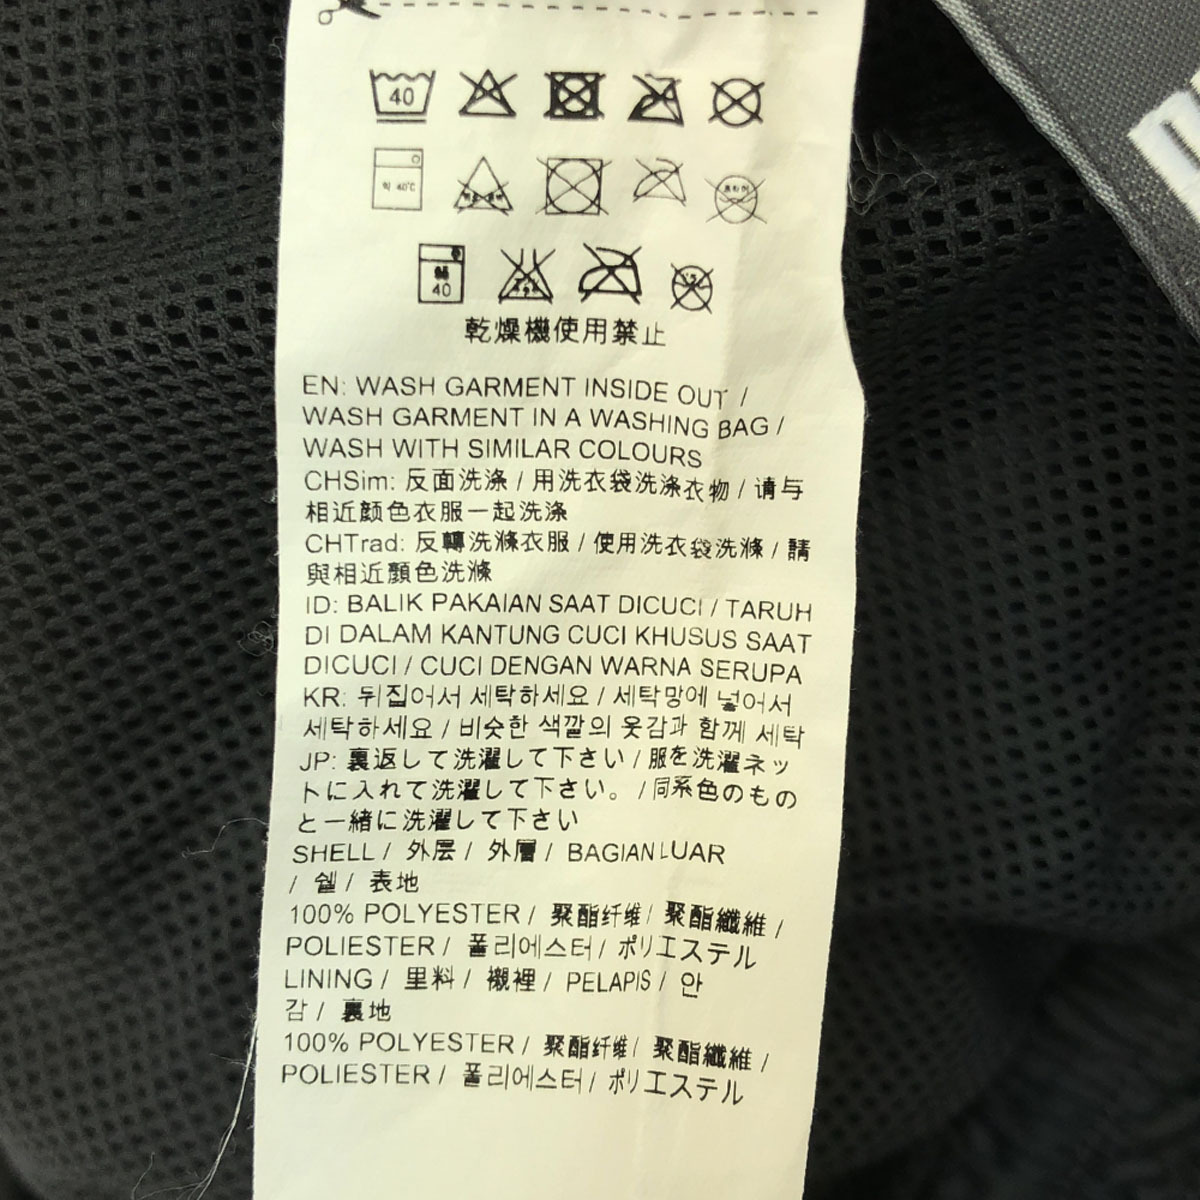 40
약 40℃
40
乾燥機使用禁止
EN: WASH GARMENT INSIDE OUT /
WASH GARMENT IN A WASHING BAG /
WASH WITH SIMILAR COLOURS
CHSim: 反面洗涤 / 用洗衣袋洗涤衣物 / 请与
相近颜色衣服一起洗涤
CHTrad: 反轉洗滌衣服 / 使用洗衣袋洗滌 / 請
與相近顏色洗滌
ID: BALIK PAKAIAN SAAT DICUCI / TARUH
DI DALAM KANTUNG CUCI KHUSUS SAAT
DICUCI / CUCI DENGAN WARNA SERUPA
KR: 뒤집어서 세탁하세요 / 세탁망에 넣어서
세탁하세요 / 비슷한 색깔의 옷감과 함께 세탁
JP: 裏返して洗濯して下さい / 服を洗濯ネッ
トに入れて洗濯して下さい。 / 同系色のもの
と一緒に洗濯して下さい
SHELL / 外层 / 外層 / BAGIAN LUAR
/ 쉘 / 表地
100% POLYESTER / 聚酯纤维 / 聚酯纖維 /
POLIESTER / 폴리에스터 / ポリエステル
LINING / 里料 / 襯裡 / PELAPIS / 안
감 / 裏地
100% POLYESTER / 聚酯纤维 / 聚酯纖維 /
POLIESTER / 폴리에스터 / ポリエステル